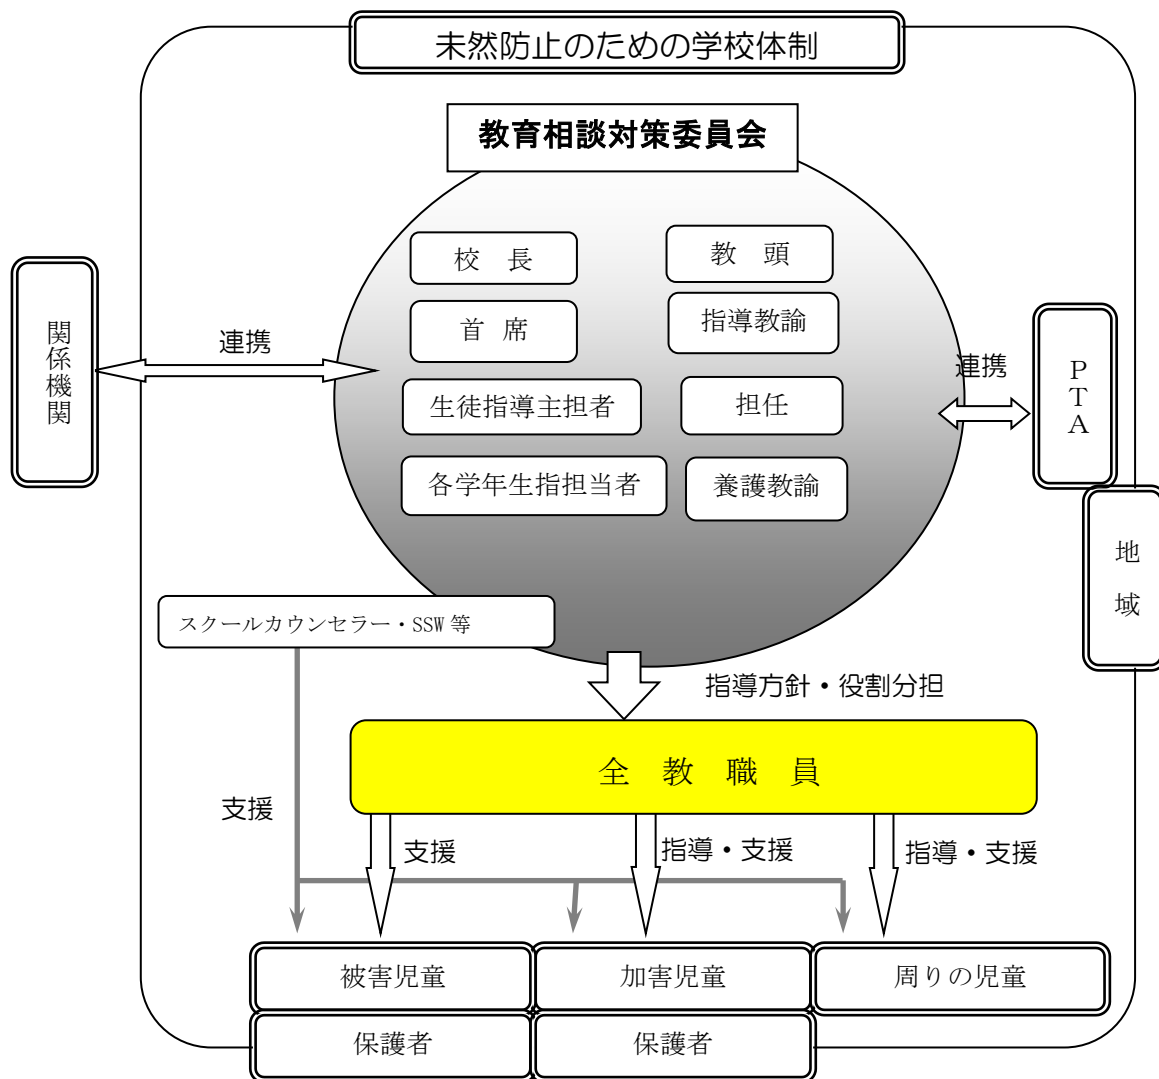 未然防止のための学校体制
教育相談対策委員会
校　長
教　頭
首 席
指導教諭
生徒指導主担者
担任
各学年生指担当者
養護教諭
関係機関
連携
連携
ＰＴＡ
地域
スクールカウンセラー・SSW 等
指導方針・役割分担
全 教 職 員
支援
支援
指導・支援
指導・支援
被害児童
加害児童
周りの児童
保護者
保護者